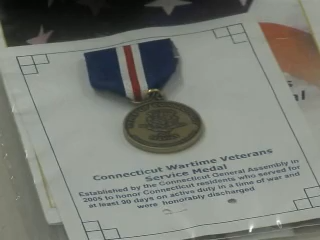 Connecticut Wartime Veterans
Service Medal
Established by the Connecticut General Assembly in
2005 to honor Connecticut residents who served for
at least 90 days on active duty in a time of war and
were honorably discharged.